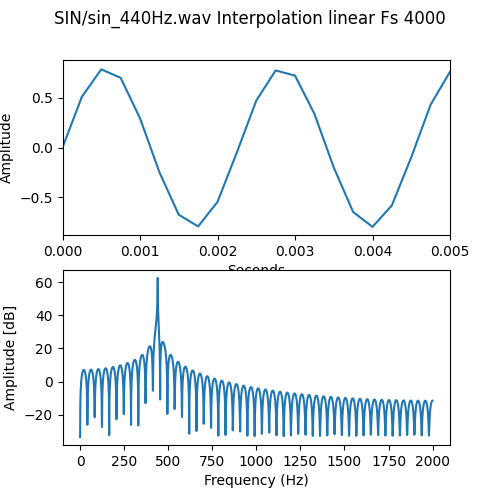 SIN/sin_440Hz.wav Interpolation linear Fs 4000
0.5
0.0
−0.5
Amplitude
0.000 0.001 0.002 0.003 0.004 0.005
Seconds
60
40
20
0
−20
Amplitude [dB]
0 250 500 750 1000 1250 1500 1750 2000
Frequency (Hz)